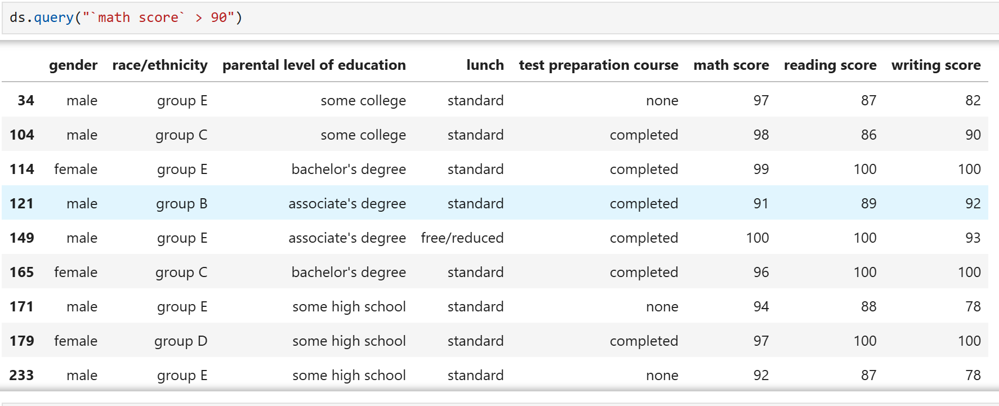 ds.query("`math score` > 90")
gender race/ethnicity parental level of education lunch test preparation course math score reading score writing score
34 male group E some college standard none 97 87 82
104 male group C some college standard completed 98 86 90
114 female group E bachelor's degree standard completed 99 100 100
121 male group B associate's degree standard completed 91 89 92
149 male group E associate's degree free/reduced completed 100 100 93
165 female group C bachelor's degree standard completed 96 100 100
171 male group E some high school standard none 94 88 78
179 female group D some high school standard completed 97 100 100
233 male group E some high school standard none 92 87 78